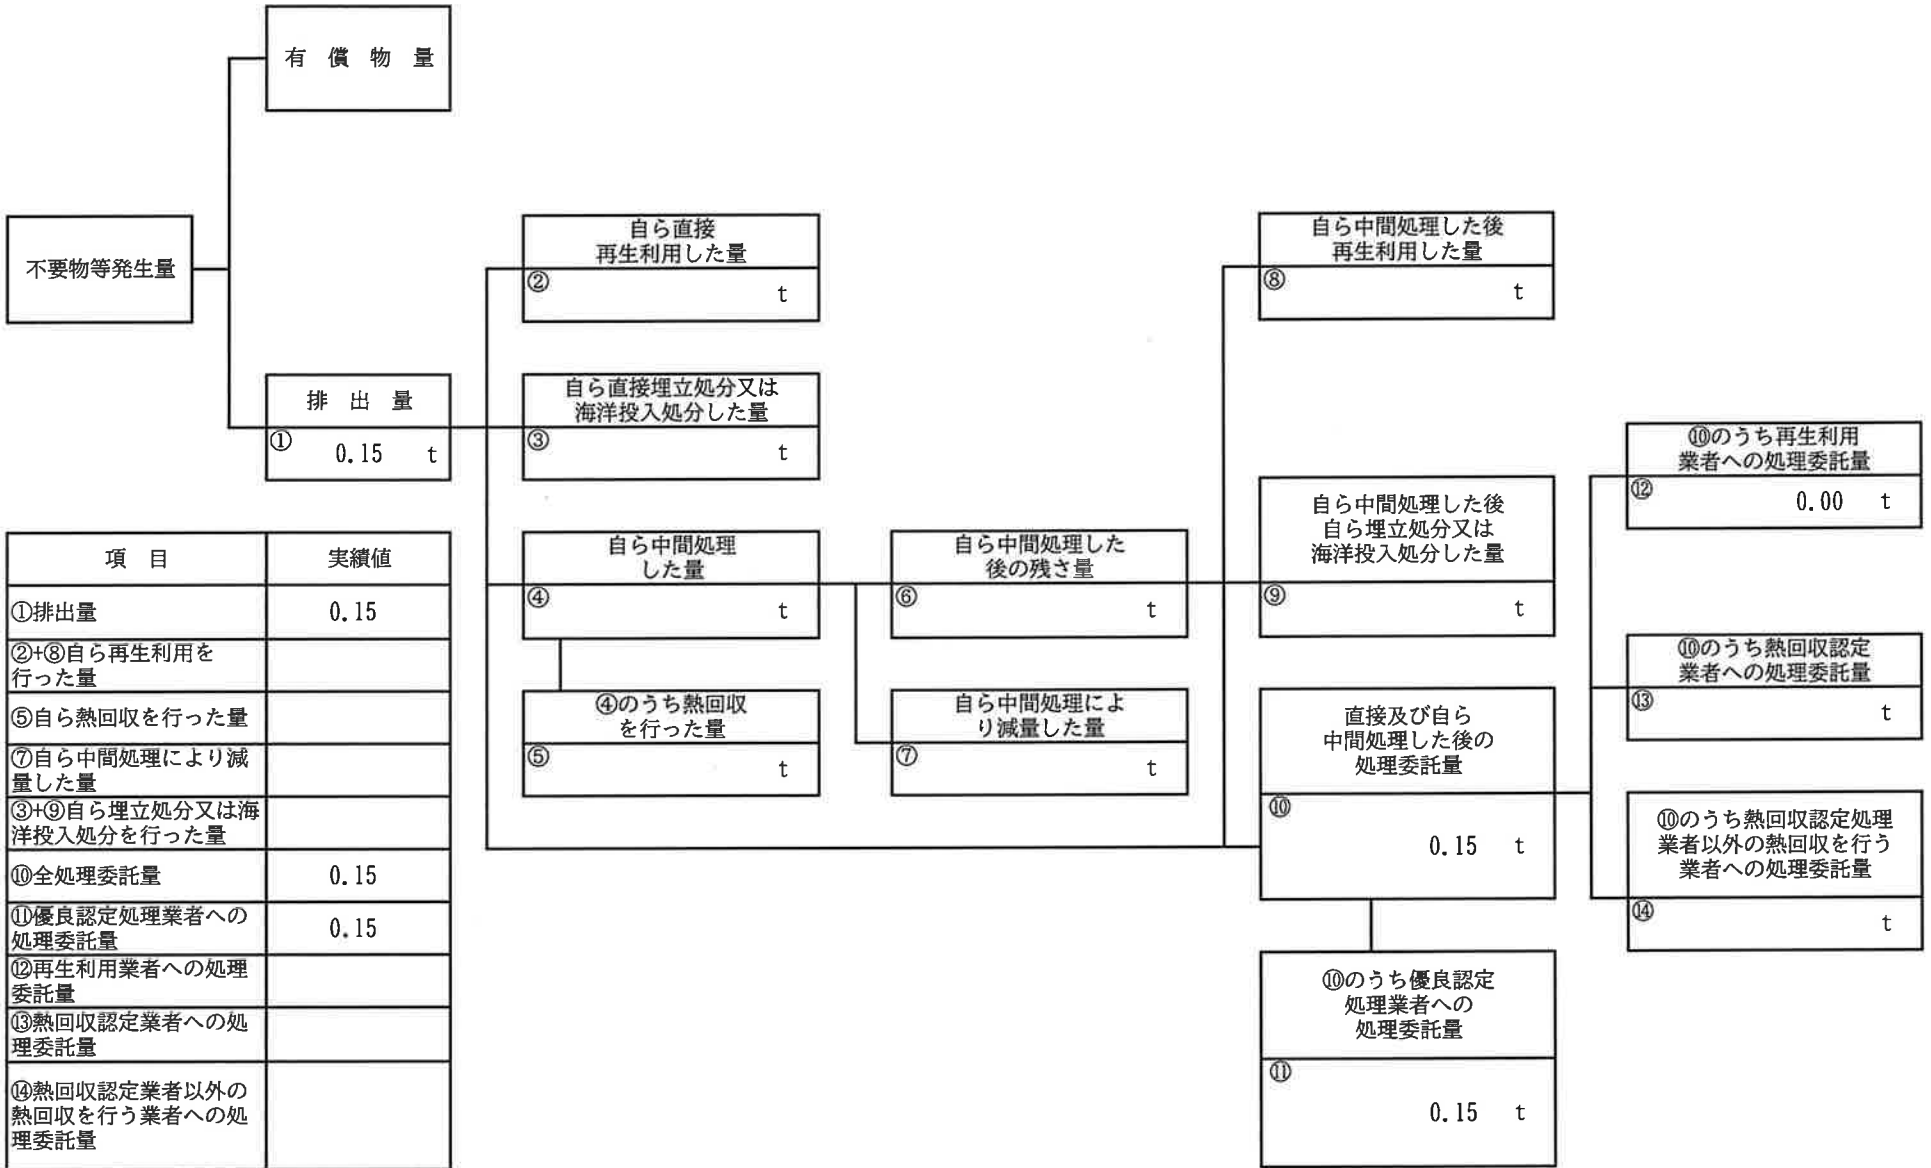 有 償 物 量
不要物等発生量
排 出 量
① 0.15 t
自ら直接
再生利用した量
② t
自ら直接埋立処分又は
海洋投入処分した量
③ t
自ら中間処理
した量
④ t
④のうち熱回収
を行った量
⑤ t
自ら中間処理した
後の残さ量
⑥ t
自ら中間処理によ
り減量した量
⑦ t
自ら中間処理した後
再生利用した量
⑧ t
自ら中間処理した後
自ら埋立処分又は
海洋投入処分した量
⑨ t
直接及び自ら
中間処理した後の
処理委託量
⑩
0.15 t
⑩のうち優良認定
処理業者への
処理委託量
⑪
0.15 t
⑩のうち再生利用
業者への処理委託量
⑫ 0.00 t
⑩のうち熱回収認定
業者への処理委託量
⑬ t
⑩のうち熱回収認定処理
業者以外の熱回収を行う
業者への処理委託量
⑭ t
項 目 実績値
①排出量 0.15
②+⑧自ら再生利用を
行った量
⑤自ら熱回収を行った量
⑦自ら中間処理により減
量した量
③+⑨自ら埋立処分又は海
洋投入処分を行った量
⑩全処理委託量 0.15
⑪優良認定処理業者への
処理委託量 0.15
⑫再生利用業者への処理
委託量
⑬熱回収認定業者への処
理委託量
⑭熱回収認定業者以外の
熱回収を行う業者への処
理委託量